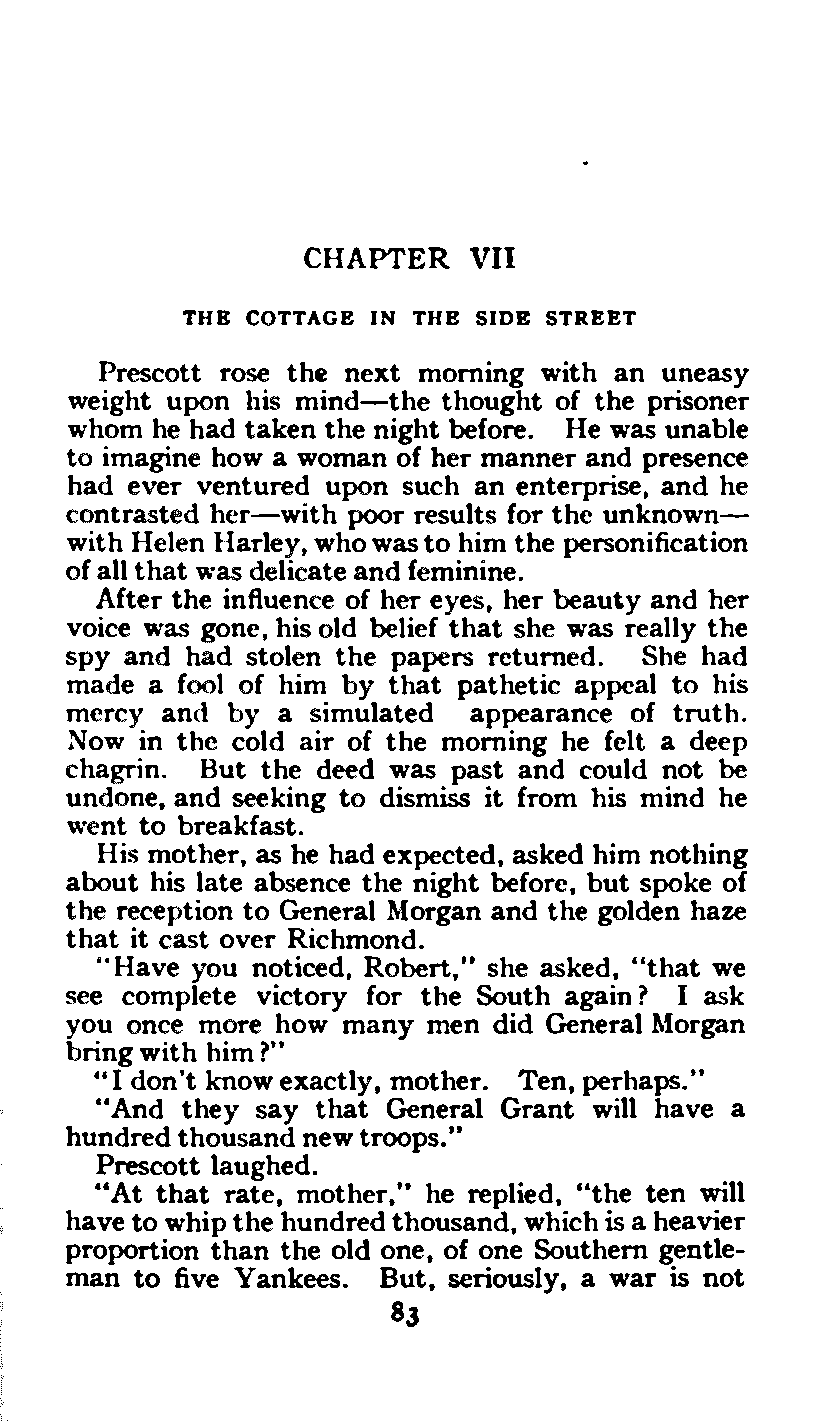 CHAPTER VII
THE COTTAGE IN THE SIDE STREET
Prescott rose the next morning with an uneasy
weight upon his mind—the thought of the prisoner
whom he had taken the night before. He was unable
to imagine how a woman of her manner and presence
had ever ventured upon such an enterprise, and he
contrasted her—with poor results for the unknown—
with Helen Harley, who was to him the personification
of all that was delicate and feminine.
After the influence of her eyes, her beauty and her
voice was gone, his old belief that she was really the
spy and had stolen the papers returned. She had
made a fool of him by that pathetic appeal to his
mercy and by a simulated appearance of truth.
Now in the cold air of the morning he felt a deep
chagrin. But the deed was past and could not be
undone, and seeking to dismiss it from his mind he
went to breakfast.
His mother, as he had expected, asked him nothing
about his late absence the night before, but spoke of
the reception to General Morgan and the golden haze
that it cast over Richmond.
"Have you noticed, Robert," she asked, "that we
see complete victory for the South again? I ask
you once more how many men did General Morgan
bring with him?"
"I don't know exactly, mother. Ten, perhaps."
"And they say that General Grant will have a
hundred thousand new troops."
Prescott laughed.
"At that rate, mother," he replied, "the ten will
have to whip the hundred thousand, which is a heavier
proportion than the old one, of one Southern gentle-
man to five Yankees. But, seriously, a war is not
83